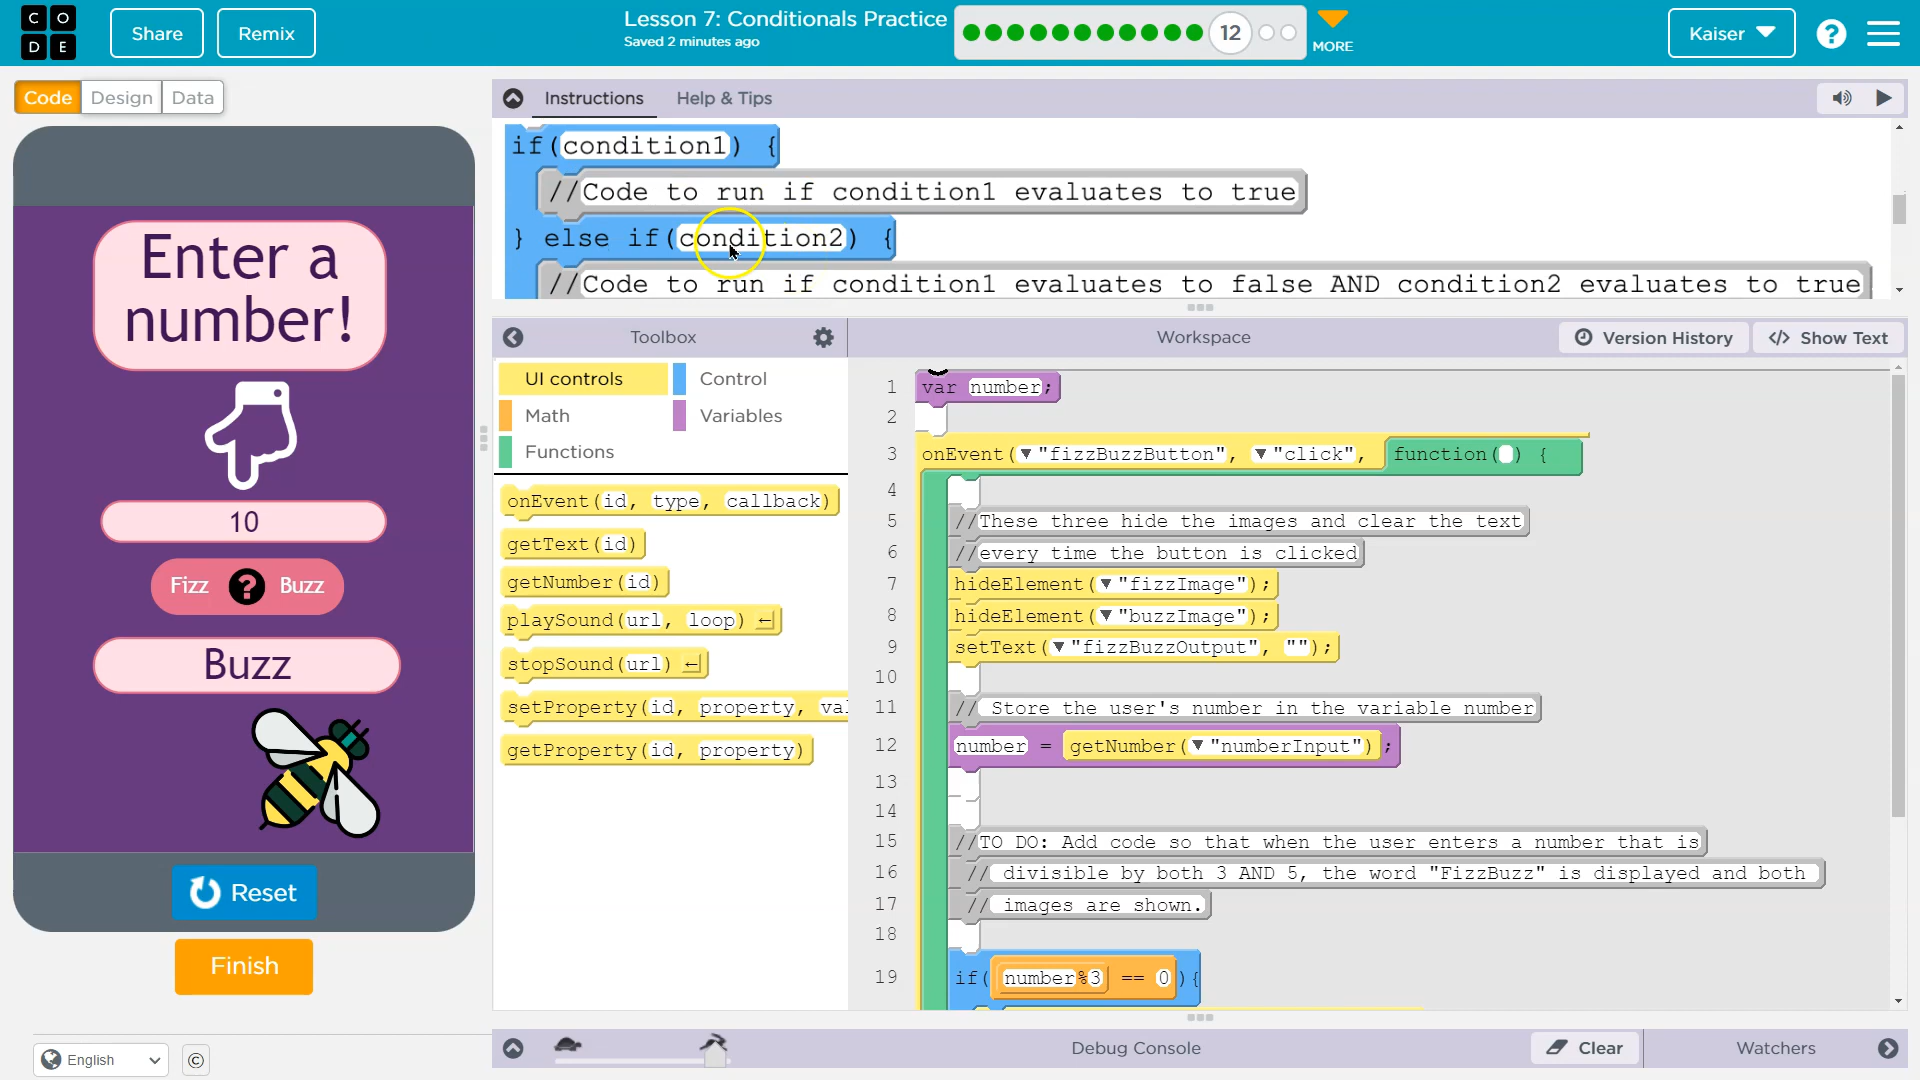 CODE
Share
Remix
Lesson 7: Conditionals Practice
Saved 2 minutes ago
12
MORE
Kaiser
?
Code
Design
Data
Instructions
Help & Tips
if(condition1) {
//Code to run if condition1 evaluates to true
} else if(condition2) {
//Code to run if condition1 evaluates to false AND condition2 evaluates to true
Enter a
number!
10
Fizz ? Buzz
Buzz
Reset
Finish
English
©
Toolbox
UI controls
Control
Math
Variables
Functions
onEvent(id, type, callback)
getText(id)
getNumber(id)
playSound(url, loop) ←
stopSound(url) ←
setProperty(id, property, val
getProperty(id, property)
Workspace
Version History
</> Show Text
1 var number;
2
3 onEvent(▼"fizzBuzzButton", ▼"click", function() {
4
5 //These three hide the images and clear the text
6 //every time the button is clicked
7 hideElement(▼"fizzImage");
8 hideElement(▼"buzzImage");
9 setText(▼"fizzBuzzOutput", "");
10
11 // Store the user's number in the variable number
12 number = getNumber(▼"numberInput");
13
14
15 //TO DO: Add code so that when the user enters a number that is
16 // divisible by both 3 AND 5, the word "FizzBuzz" is displayed and both
17 // images are shown.
18
19 if( number%3 == 0 ){
Debug Console
Clear
Watchers